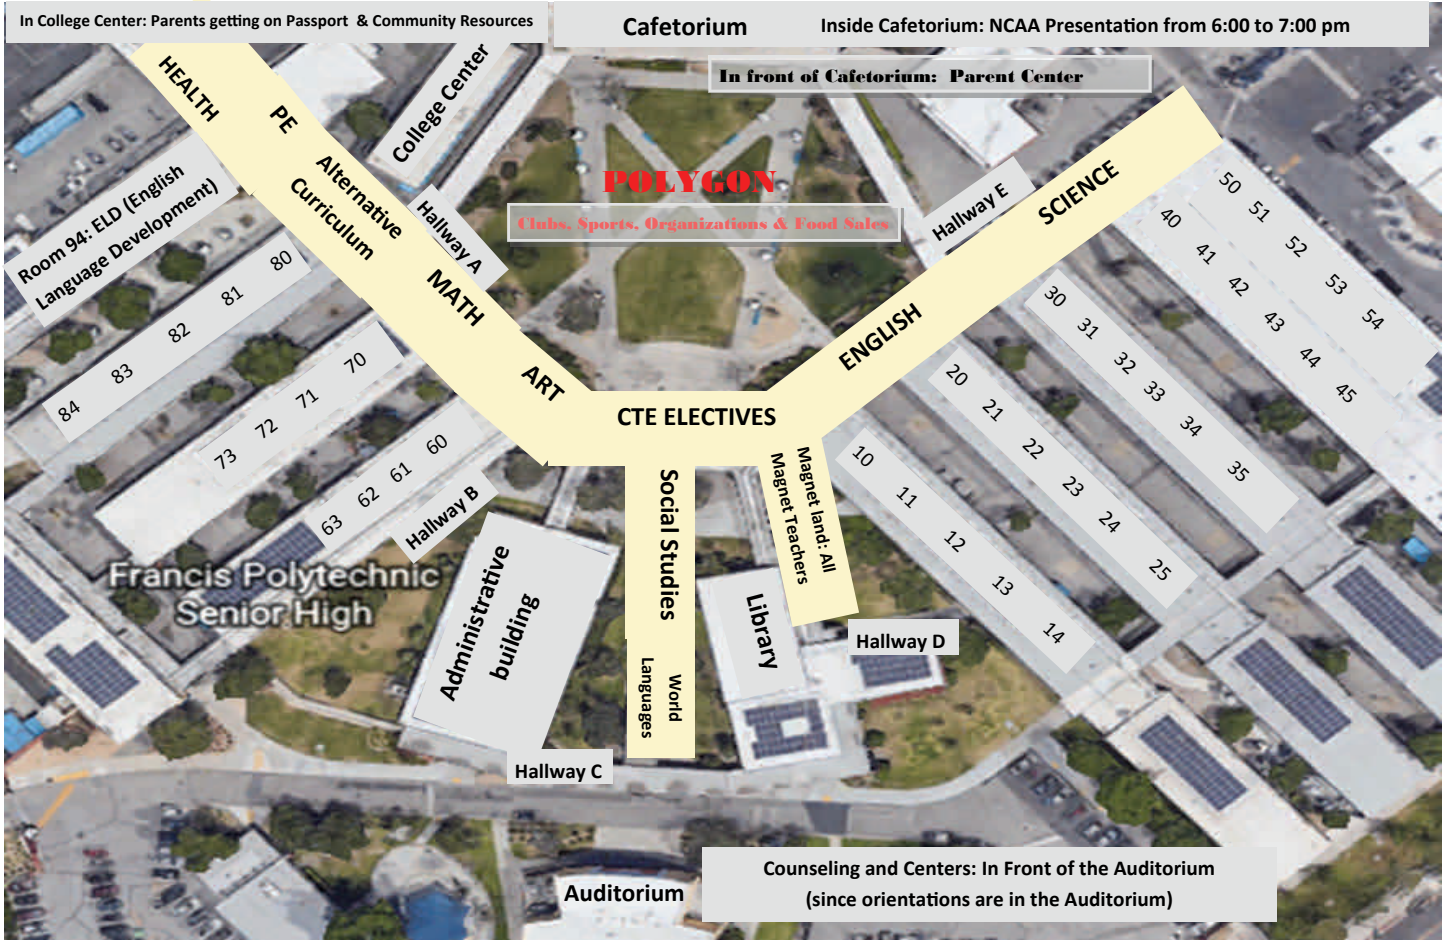 In College Center: Parents getting on Passport & Community Resources
Cafetorium
Inside Cafetorium: NCAA Presentation from 6:00 to 7:00 pm
In front of Cafetorium: Parent Center
HEALTH
PE
College Center
Alternative
Curriculum
Hallway A
MATH
ART
Room 94: ELD (English
Language Development)
POLYGON
Clubs, Sports, Organizations & Food Sales
Hallway E
SCIENCE
ENGLISH
CTE ELECTIVES
80
81
82
83
84
70
71
72
73
60
61
62
63
Hallway B
50
51
52
53
54
40
41
42
43
44
45
30
31
32
33
34
35
20
21
22
23
24
25
10
11
12
13
14
Social Studies
World
Languages
Magnet land: All
Magnet Teachers
Francis Polytechnic
Senior High
Administrative
building
Library
Hallway D
Hallway C
Auditorium
Counseling and Centers: In Front of the Auditorium
(since orientations are in the Auditorium)